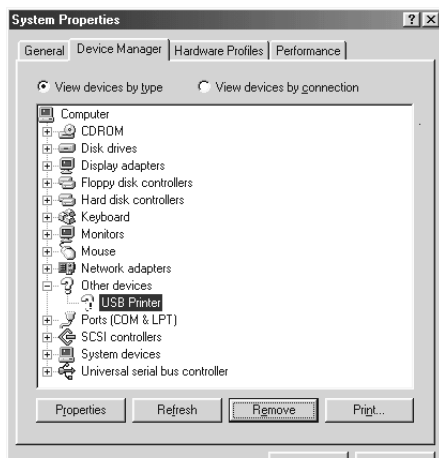 System Properties
General Device Manager Hardware Profiles Performance
View devices by type View devices by connection
Computer
CDROM
Disk drives
Display adapters
Floppy disk controllers
Hard disk controllers
Keyboard
Monitors
Mouse
Network adapters
Other devices
USB Printer
Ports (COM & LPT)
SCSI controllers
System devices
Universal serial bus controller
Properties Refresh Remove Print...